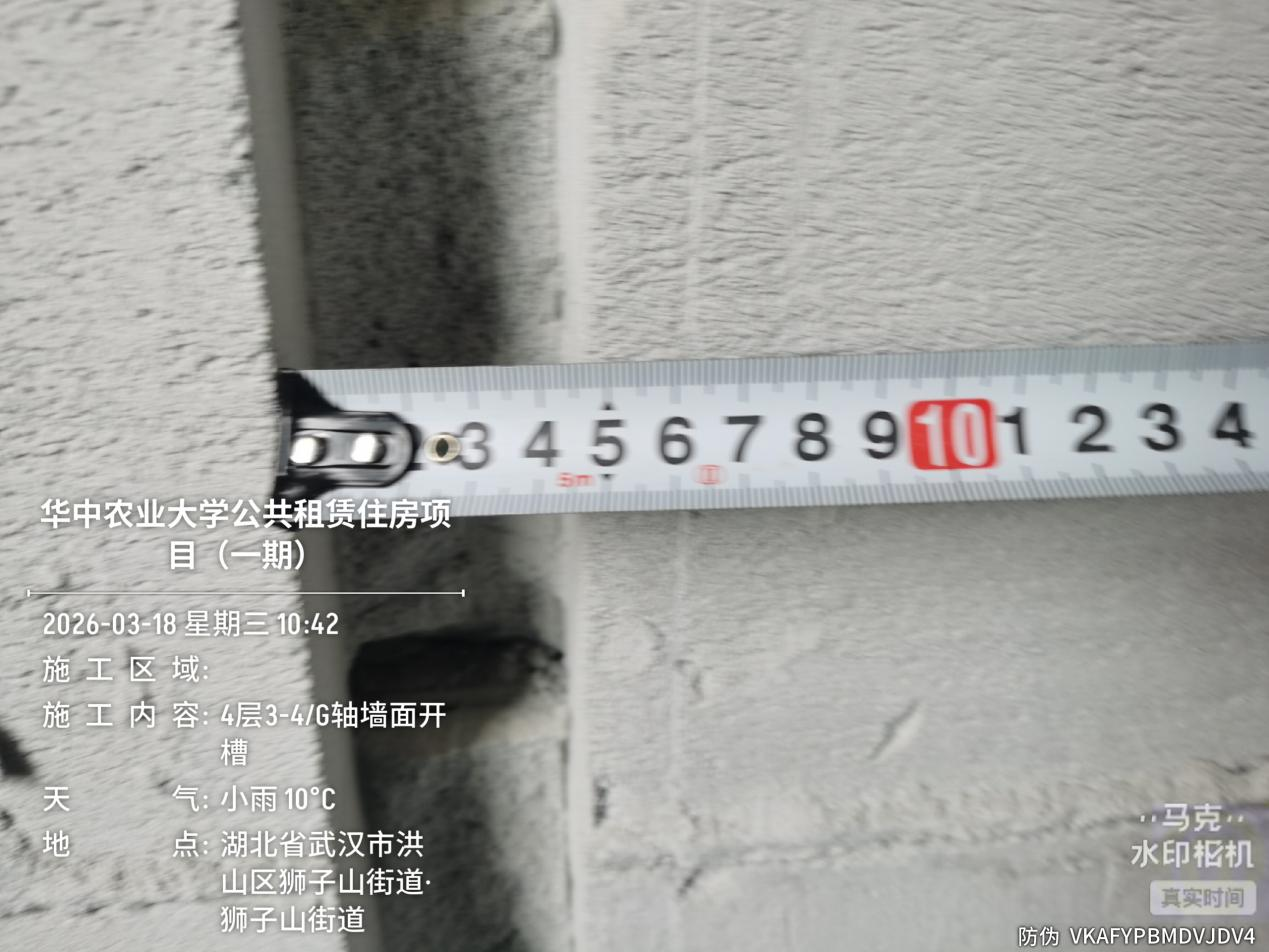 3 4 5 6 7 8 9 10 1 2 3 4
5m
华中农业大学公共租赁住房项
目（一期）
2026-03-18 星期三 10:42
施工区域:
施工内容: 4层3-4/G轴墙面开
槽
天气: 小雨 10°C
地点: 湖北省武汉市洪
山区狮子山街道·
狮子山街道
马克
水印相机
真实时间
防伪 VKAFYPBMDVJDV4